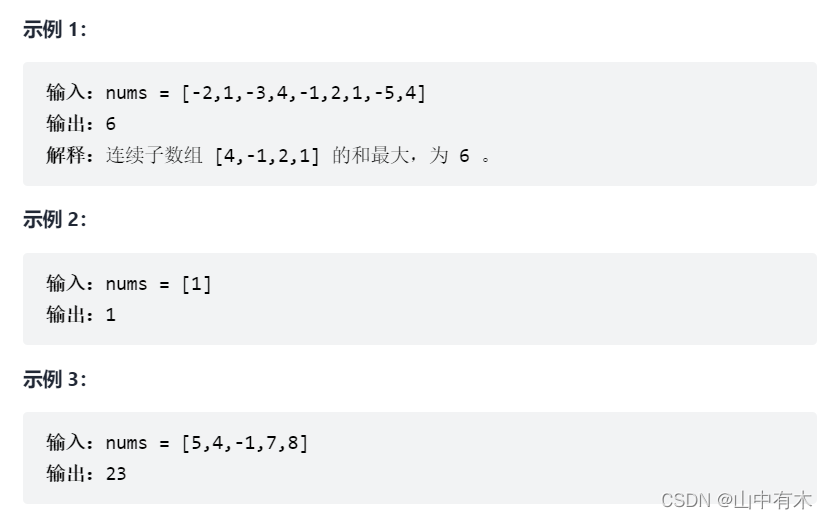 示例 1：
输入：nums = [-2,1,-3,4,-1,2,1,-5,4]
输出：6
解释：连续子数组 [4,-1,2,1] 的和最大，为 6 。
示例 2：
输入：nums = [1]
输出：1
示例 3：
输入：nums = [5,4,-1,7,8]
输出：23
CSDN @山中有木